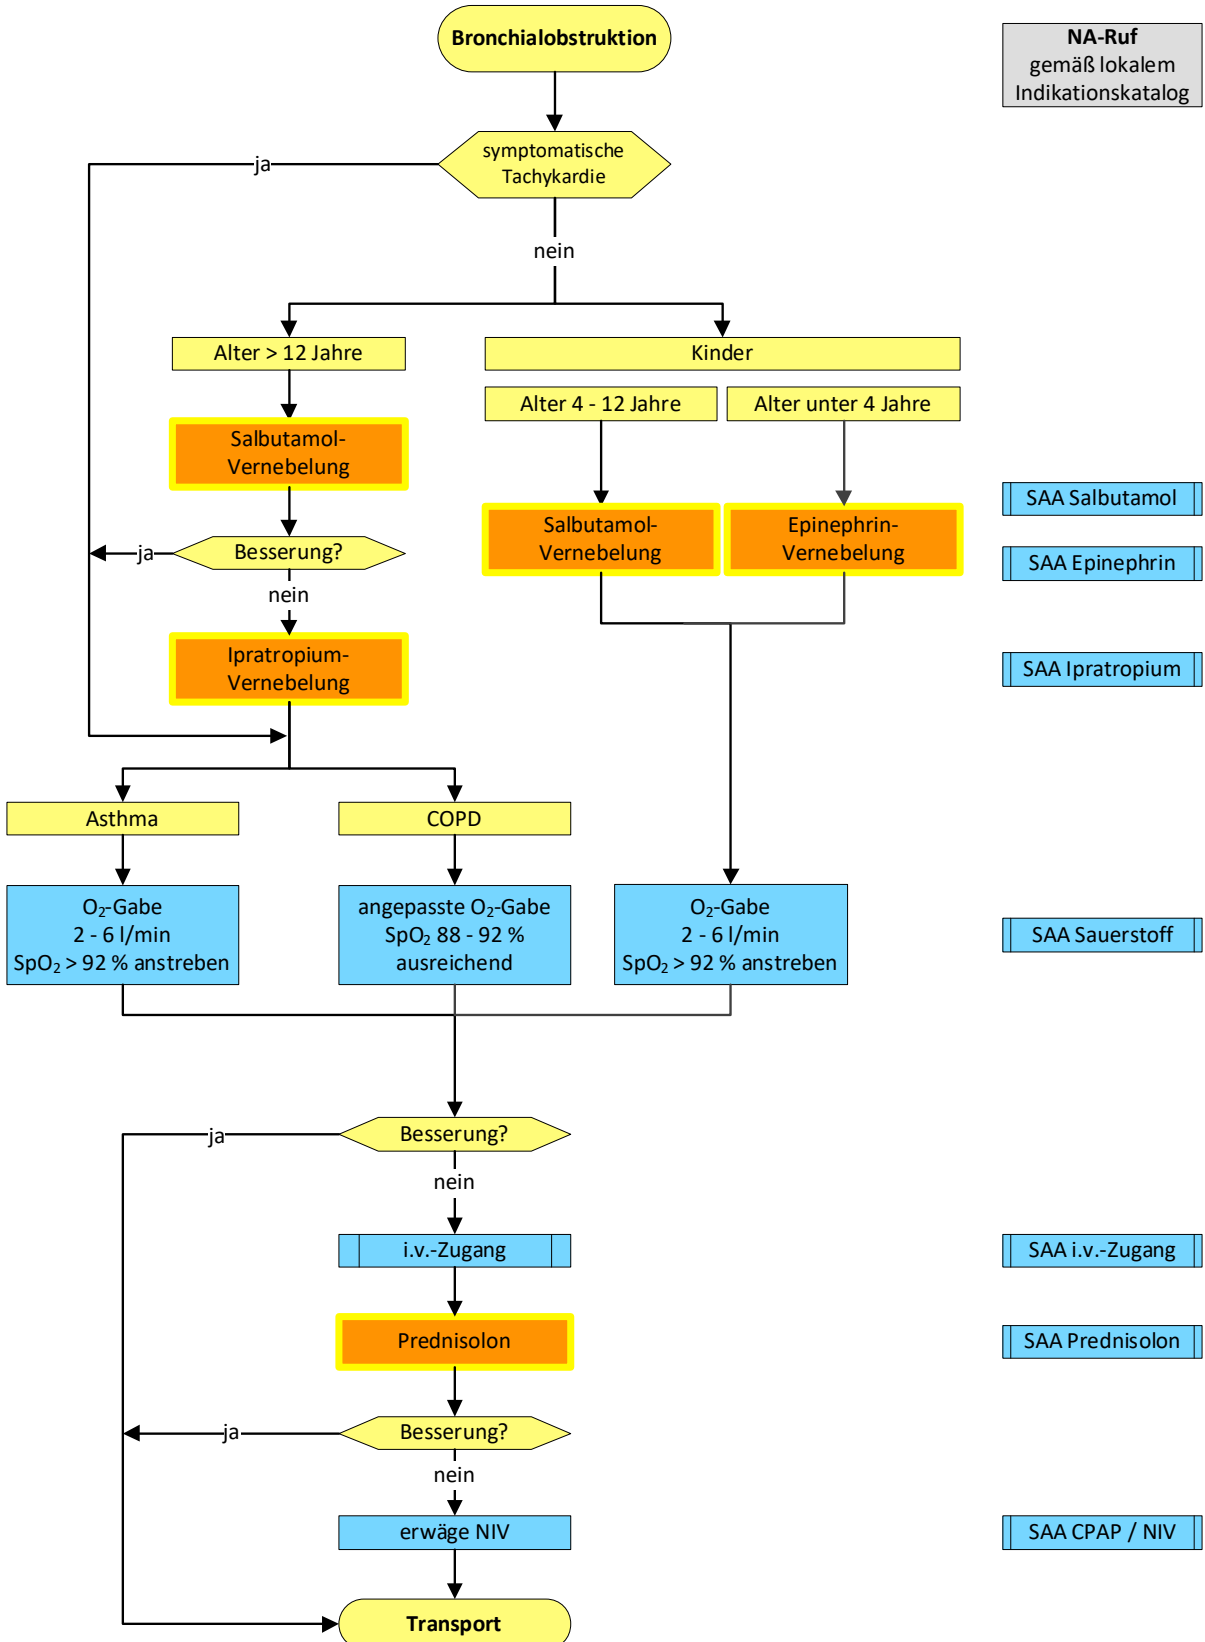 Bronchialobstruktion
NA-Ruf
gemäß lokalem
Indikationskatalog
symptomatische
Tachykardie
ja
nein
Alter > 12 Jahre
Kinder
Alter 4 - 12 Jahre
Alter unter 4 Jahre
Salbutamol-
Vernebelung
Salbutamol-
Vernebelung
Epinephrin-
Vernebelung
SAA Salbutamol
Besserung?
ja
nein
SAA Epinephrin
Ipratropium-
Vernebelung
SAA Ipratropium
Asthma
COPD
O₂-Gabe
2 - 6 l/min
SpO₂ > 92 % anstreben
angepasste O₂-Gabe
SpO₂ 88 - 92 %
ausreichend
O₂-Gabe
2 - 6 l/min
SpO₂ > 92 % anstreben
SAA Sauerstoff
Besserung?
ja
nein
i.v.-Zugang
SAA i.v.-Zugang
Prednisolon
SAA Prednisolon
Besserung?
ja
nein
erwäge NIV
SAA CPAP / NIV
Transport